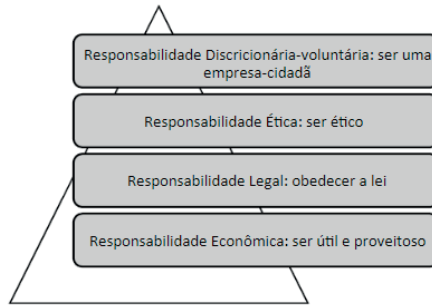 Responsabilidade Discricionária-voluntária: ser uma
empresa-cidadã
Responsabilidade Ética: ser ético
Responsabilidade Legal: obedecer a lei
Responsabilidade Econômica: ser útil e proveitoso